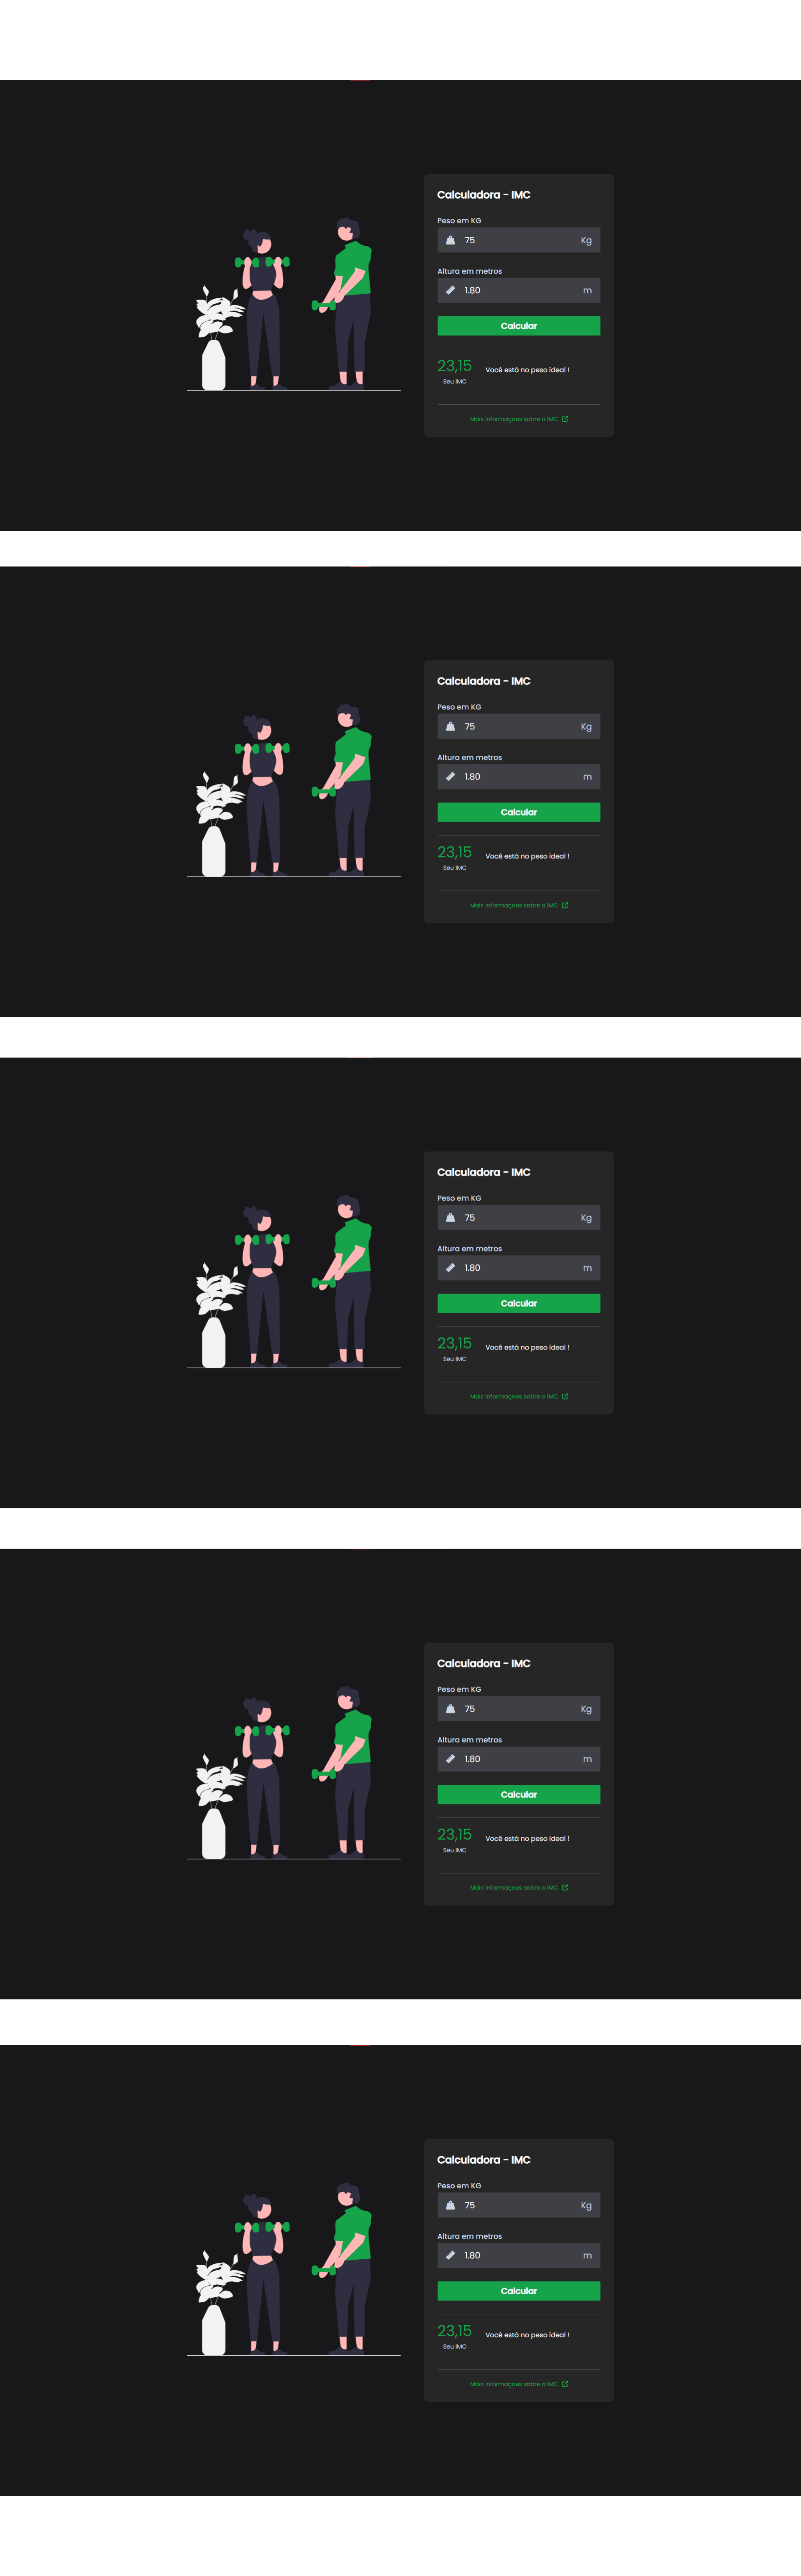 Calculadora - IMC
Peso em KG
75 Kg
Altura em metros
1.80 m
Calcular
23,15 Você está no peso ideal !
Seu IMC
Mais informaçoes sobre o IMC
Calculadora - IMC
Peso em KG
75 Kg
Altura em metros
1.80 m
Calcular
23,15 Você está no peso ideal !
Seu IMC
Mais informaçoes sobre o IMC
Calculadora - IMC
Peso em KG
75 Kg
Altura em metros
1.80 m
Calcular
23,15 Você está no peso ideal !
Seu IMC
Mais informaçoes sobre o IMC
Calculadora - IMC
Peso em KG
75 Kg
Altura em metros
1.80 m
Calcular
23,15 Você está no peso ideal !
Seu IMC
Mais informaçoes sobre o IMC
Calculadora - IMC
Peso em KG
75 Kg
Altura em metros
1.80 m
Calcular
23,15 Você está no peso ideal !
Seu IMC
Mais informaçoes sobre o IMC